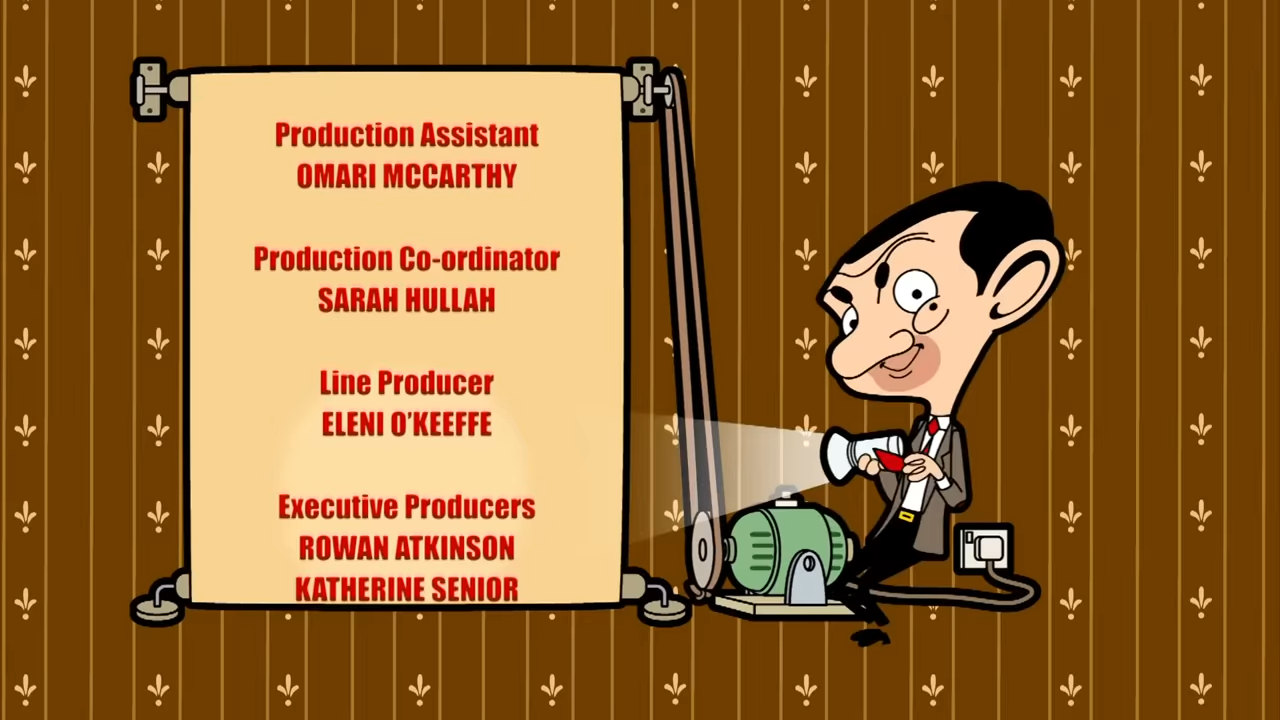 Production Assistant
OMARI MCCARTHY
Production Co-ordinator
SARAH HULLAH
Line Producer
ELENI O'KEEFFE
Executive Producers
ROWAN ATKINSON
KATHERINE SENIOR